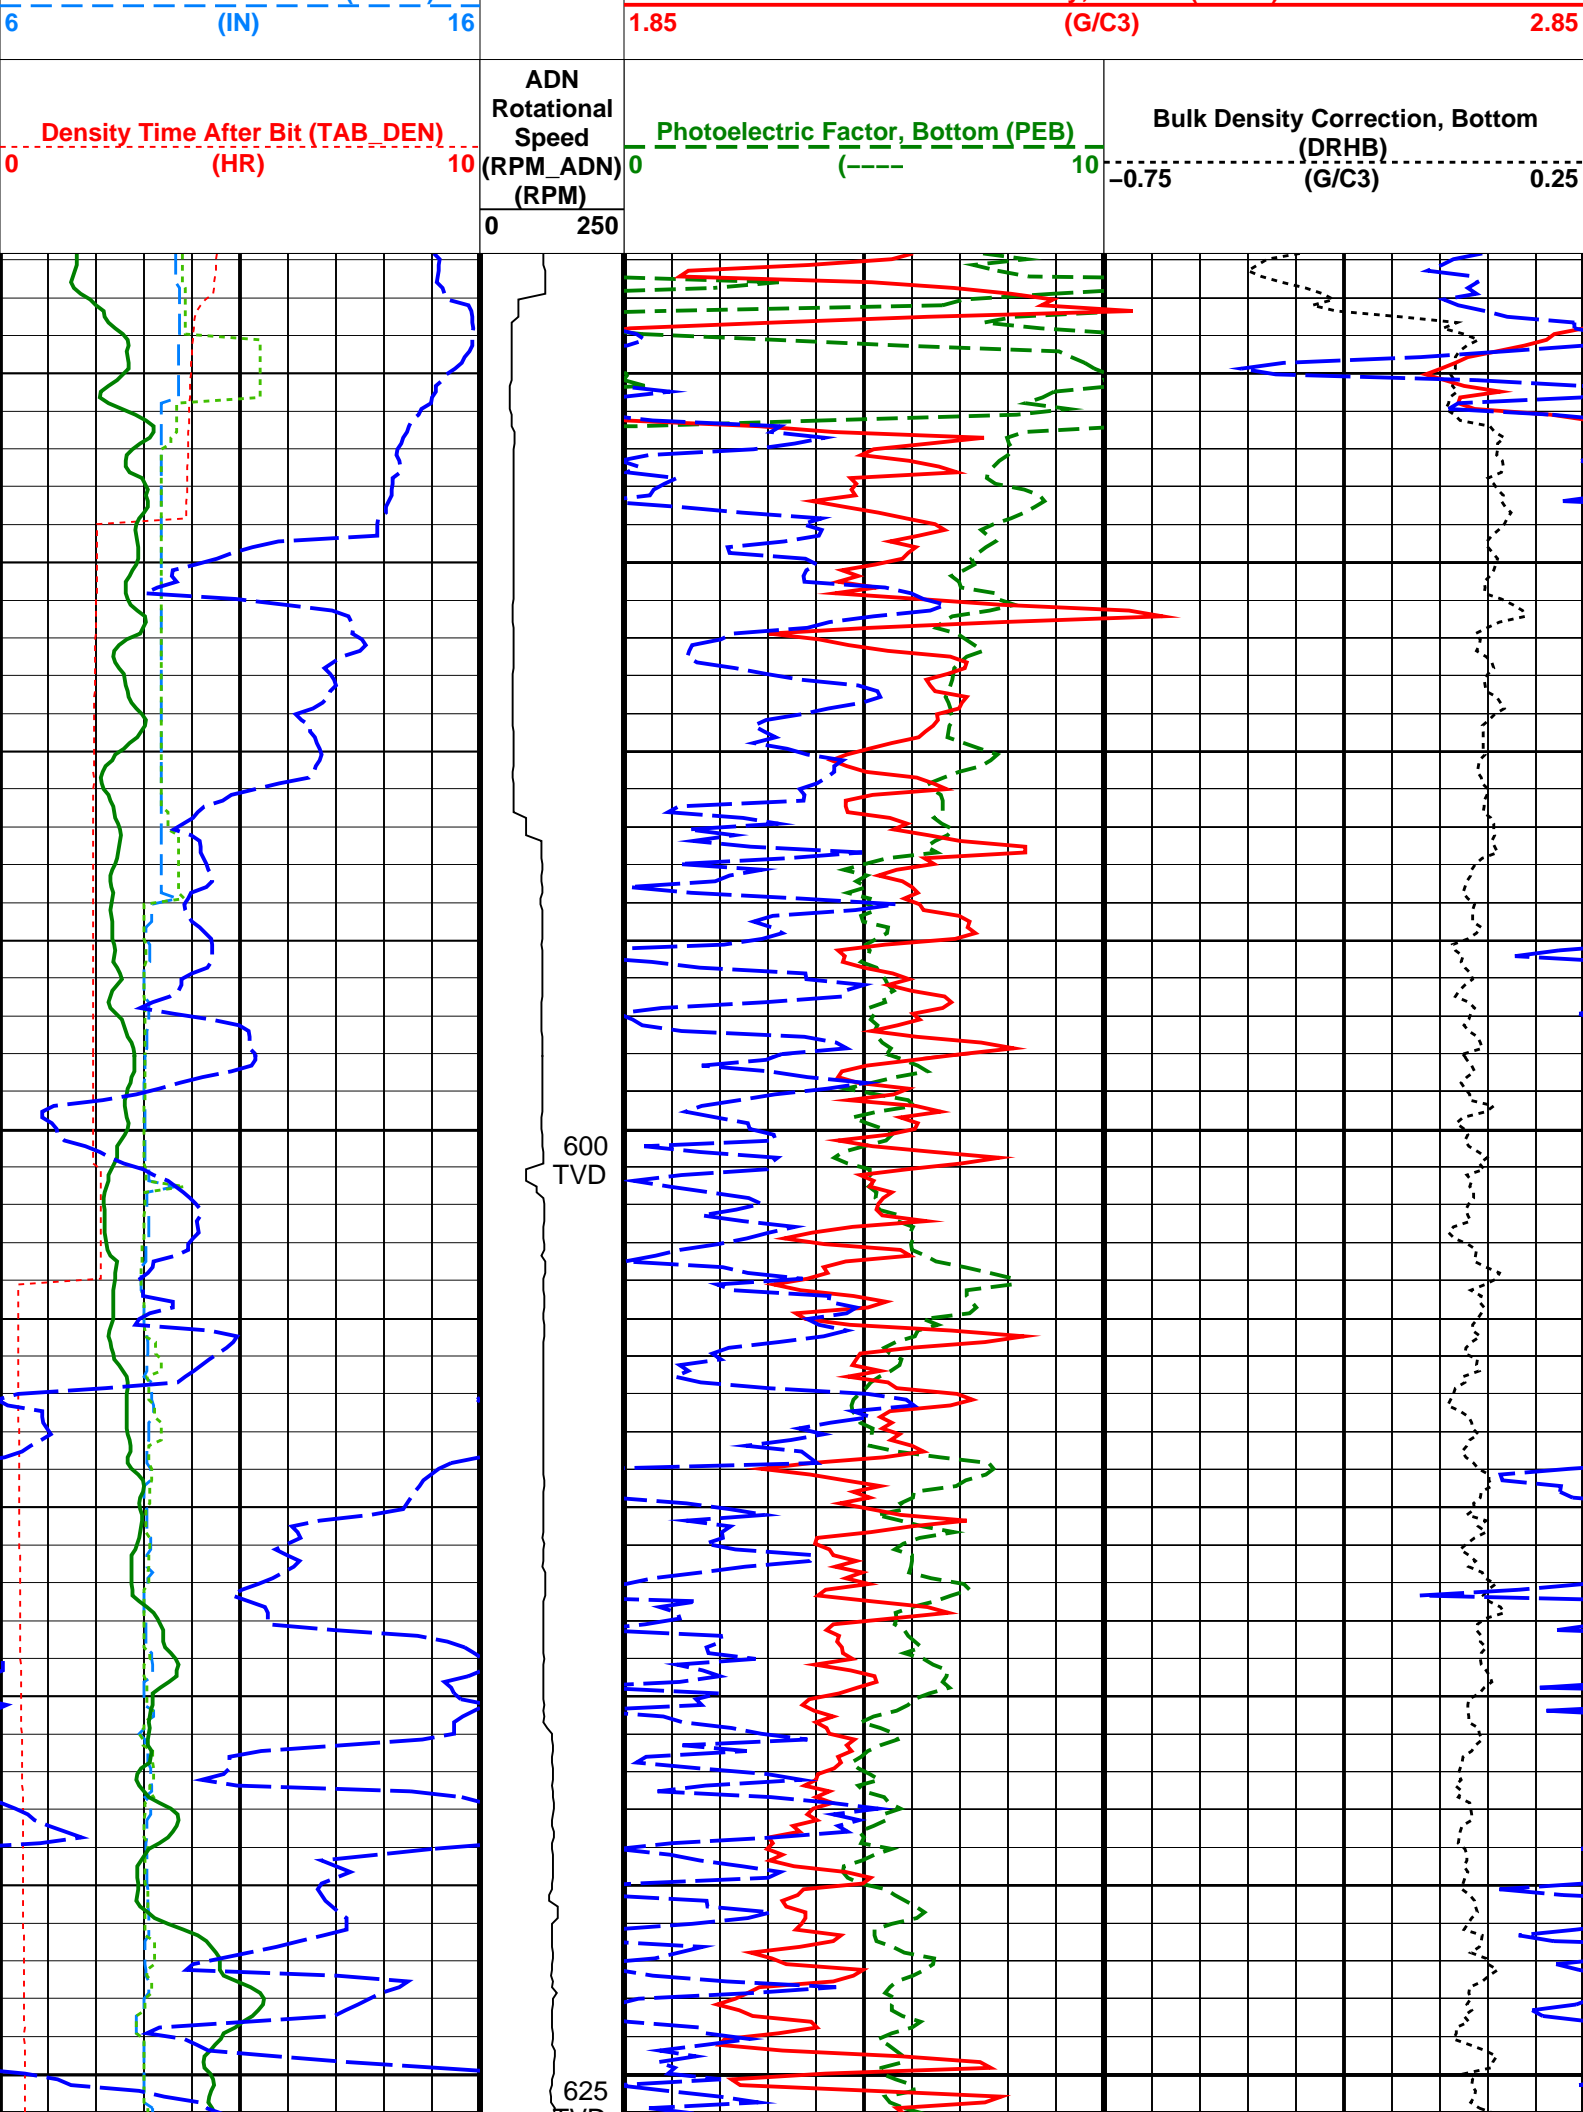 6 (IN) 16
1.85 (G/C3) 2.85
Density Time After Bit (TAB_DEN)
0 (HR) 10
ADN
Rotational
Speed
(RPM_ADN)
(RPM)
0 250
Photoelectric Factor, Bottom (PEB)
0 (–––– 10
Bulk Density Correction, Bottom
(DRHB)
–0.75 (G/C3) 0.25
600
TVD
625
TVD